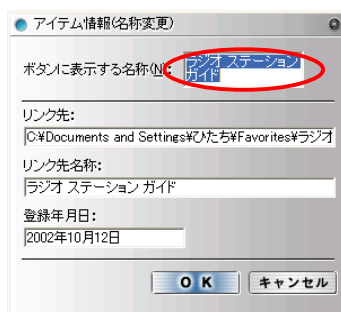 アイテム情報(名称変更)
ボタンに表示する名称(N): ラジオ ステーション
ガイド
リンク先:
C:¥Documents and Settings¥ひたち¥Favorites¥ラジオ
リンク先名称:
ラジオ ステーション ガイド
登録年月日:
2002年10月12日
OK キャンセル